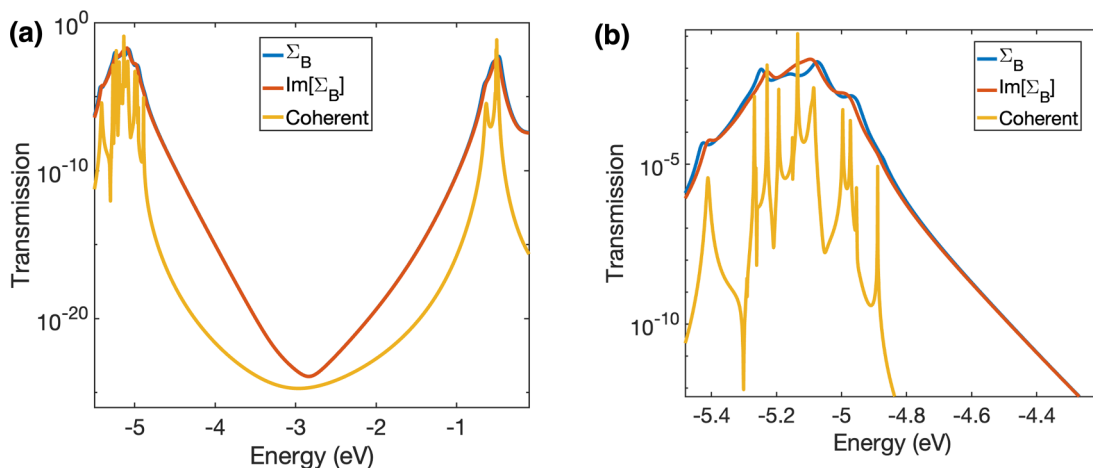 (a)
10^0
10^-10
10^-20
Transmission
Σ_B
Im[Σ_B]
Coherent
-5 -4 -3 -2 -1
Energy (eV)
(b)
10^-5
10^-10
Transmission
Σ_B
Im[Σ_B]
Coherent
-5.4 -5.2 -5 -4.8 -4.6 -4.4
Energy (eV)